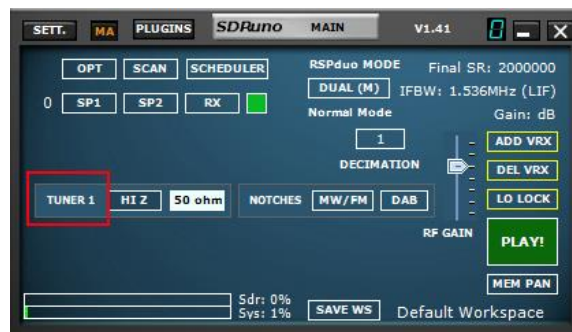 SETT. MA PLUGINS SDRuno MAIN V1.41 0
OPT SCAN SCHEDULER RSPduo MODE Final SR: 2000000
DUAL (M) IFBW: 1.536MHz (LIF)
0 SP1 SP2 RX Normal Mode Gain: dB
1 ADD VRX
DECIMATION DEL VRX
TUNER 1 HI Z 50 ohm NOTCHES MW/FM DAB LO LOCK
RF GAIN PLAY!
MEM PAN
Sdr: 0%
Sys: 1% SAVE WS Default Workspace